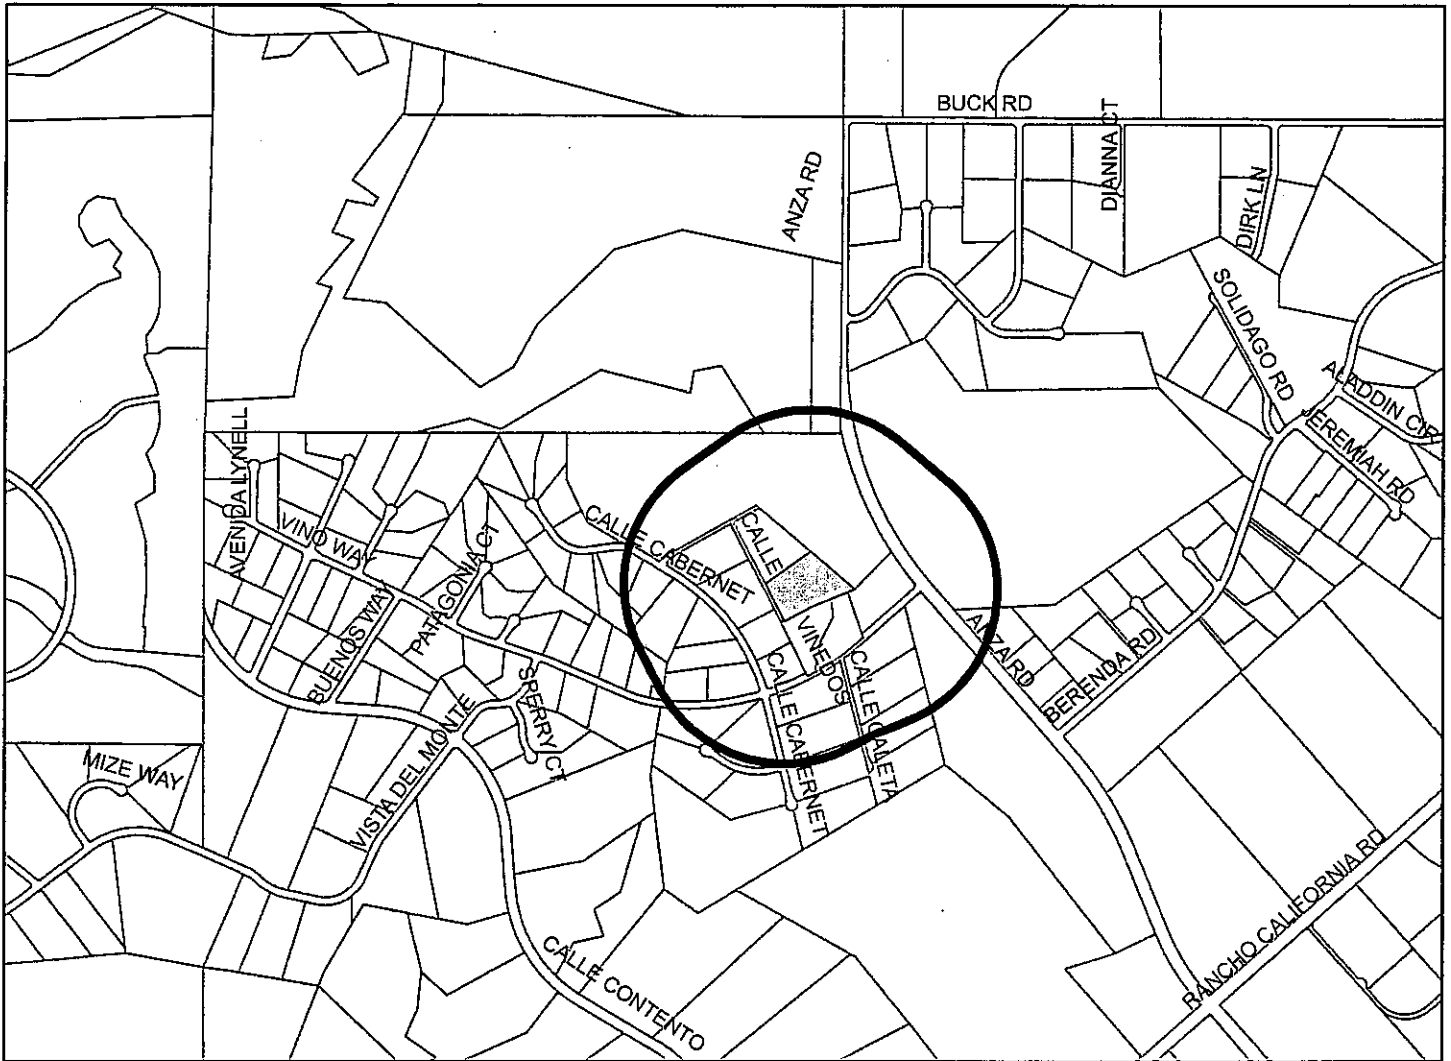 BUCK RD
DIANNA CT
ANZA RD
DIRK LN
SOLIDAGO RD
ALADDIN CIR
JEREMIAH RD
AVENIDA LYNELL
VINO WAY
CALLE CABERNET
CALLE VINEDOS
PATAGONIA CT
BUENOS WAY
ANZA RD
BERENDA RD
CALLE CALETA
CALLE CABERNET
SPERRY CT
VISTA DEL MONTE
MIZE WAY
RANCHO CALIFORNIA RD
CALLE CONTENTO